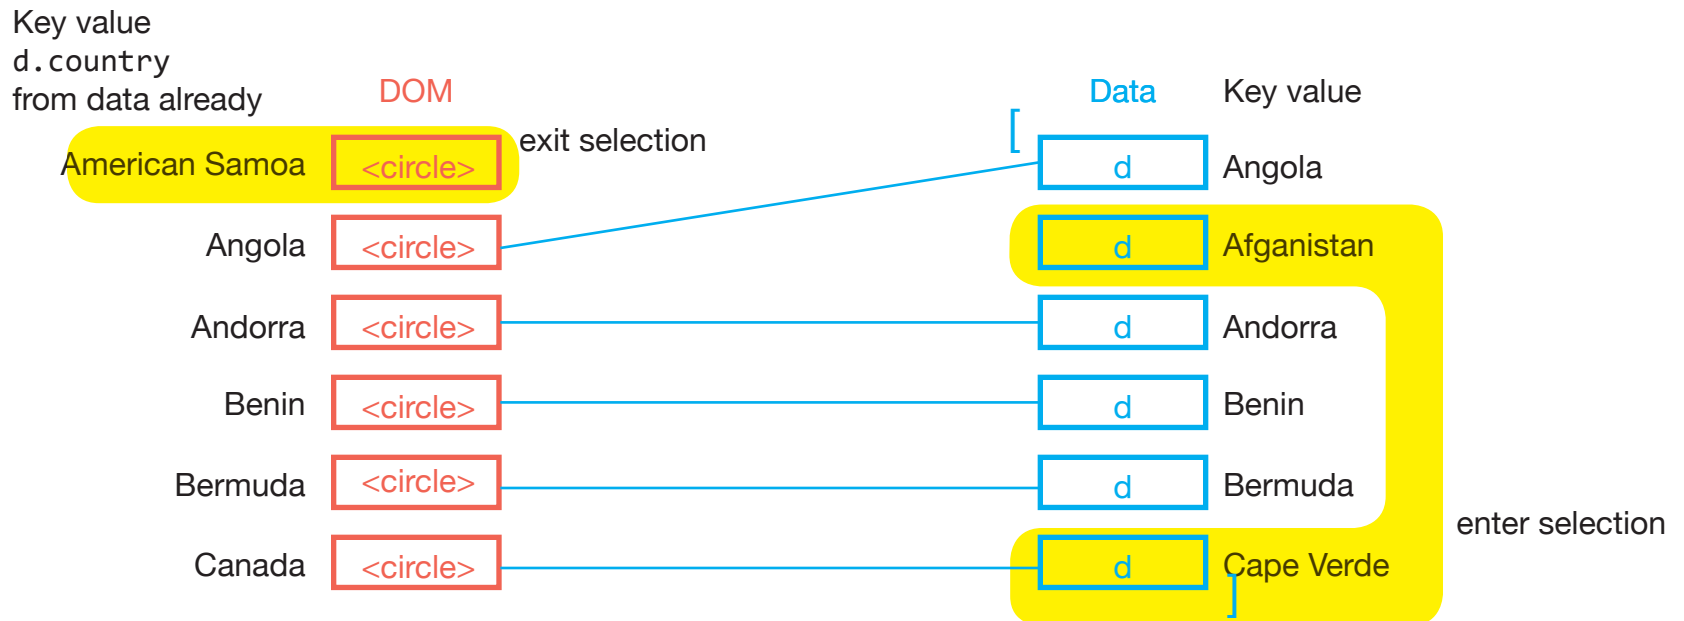 Key value
d.country
from data already
DOM
Data
Key value
[
exit selection
American Samoa
<circle>
d
Angola
Angola
<circle>
d
Afganistan
Andorra
<circle>
d
Andorra
Benin
<circle>
d
Benin
Bermuda
<circle>
d
Bermuda
enter selection
Canada
<circle>
d
Cape Verde
]